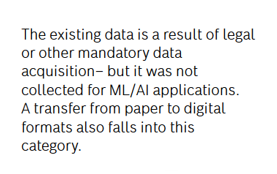 The existing data is a result of legal
or other mandatory data
acquisition– but it was not
collected for ML/AI applications.
A transfer from paper to digital
formats also falls into this
category.